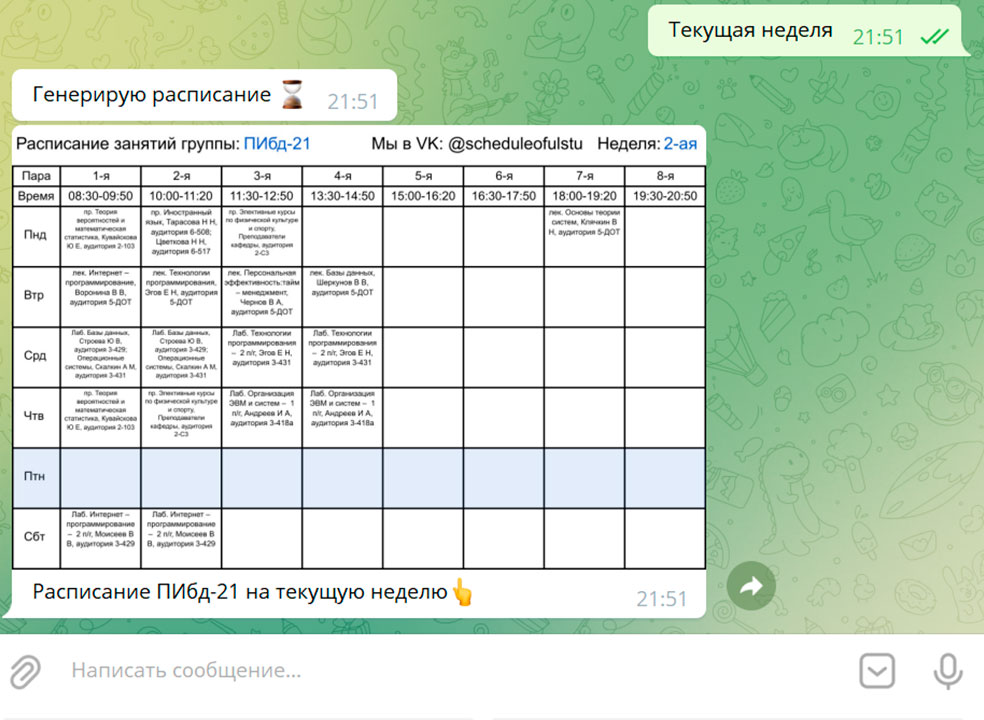 Текущая неделя 21:51
Генерирую расписание ⏳ 21:51
Расписание занятий группы: ПИбд-21 Мы в VK: @scheduleofulstu Неделя: 2-ая
Пара 1-я 2-я 3-я 4-я 5-я 6-я 7-я 8-я
Время 08:30-09:50 10:00-11:20 11:30-12:50 13:30-14:50 15:00-16:20 16:30-17:50 18:00-19:20 19:30-20:50
Пнд
пр. Теория
вероятностей и
математическая
статистика, Кувайскова
Ю Е, аудитория 2-103
пр. Иностранный
язык, Тарасова Н Н,
аудитория 6-508;
Цветкова Н Н,
аудитория 6-517
пр. Элективные курсы
по физической культуре
и спорту,
Преподаватели
кафедры, аудитория
2-СЗ
лек. Основы теории
систем, Клячкин В
Н, аудитория 5-ДОТ
Втр
лек. Интернет –
программирование,
Воронина В В,
аудитория 5-ДОТ
лек. Технологии
программирования,
Эгов Е Н, аудитория
5-ДОТ
лек. Персональная
эффективность:тайм
– менеджмент,
Чернов В А,
аудитория 5-ДОТ
лек. Базы данных,
Шеркунов В В,
аудитория 5-ДОТ
Срд
Лаб. Базы данных,
Строева Ю В,
аудитория 3-429;
Операционные
системы, Скалкин А М,
аудитория 3-431
Лаб. Базы данных,
Строева Ю В,
аудитория 3-429;
Операционные
системы, Скалкин А М,
аудитория 3-431
Лаб. Технологии
программирования
– 2 п/г, Эгов Е Н,
аудитория 3-431
Лаб. Технологии
программирования
– 2 п/г, Эгов Е Н,
аудитория 3-431
Чтв
пр. Теория
вероятностей и
математическая
статистика, Кувайскова
Ю Е, аудитория 2-103
пр. Элективные курсы
по физической культуре
и спорту,
Преподаватели
кафедры, аудитория
2-СЗ
Лаб. Организация
ЭВМ и систем – 1
п/г, Андреев И А,
аудитория 3-418а
Лаб. Организация
ЭВМ и систем – 1
п/г, Андреев И А,
аудитория 3-418а
Птн
Сбт
Лаб. Интернет –
программирование
– 2 п/г, Моисеев В
В, аудитория 3-429
Лаб. Интернет –
программирование
– 2 п/г, Моисеев В
В, аудитория 3-429
Расписание ПИбд-21 на текущую неделю👆 21:51
Написать сообщение...